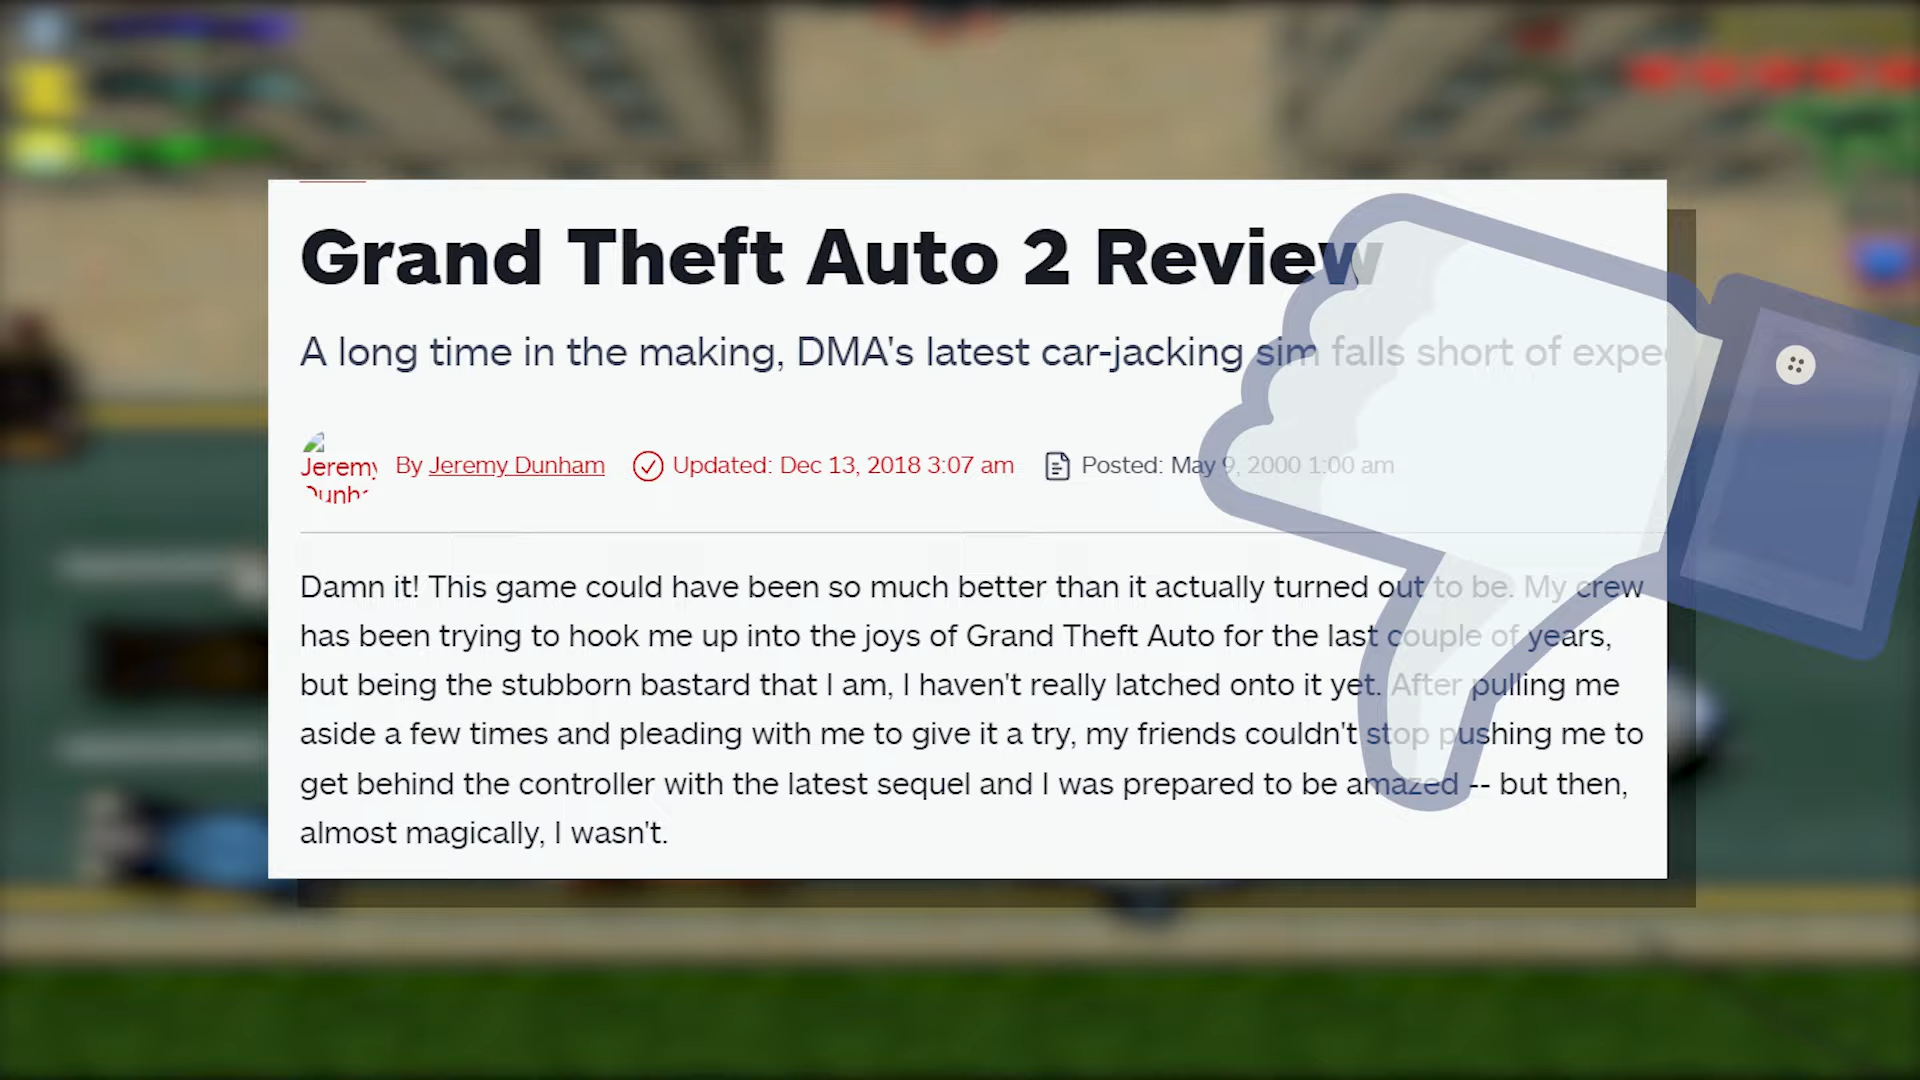 Grand Theft Auto 2 Review
A long time in the making, DMA's latest car-jacking sim falls short of
Jeremy
By Jeremy Dunham Updated: Dec 13, 2018 3:07 am Posted: May 9, 2000 1:00 am
Damn it! This game could have been so much better than it actually turned out to be. My crew
has been trying to hook me up into the joys of Grand Theft Auto for the last couple of years,
but being the stubborn bastard that I am, I haven't really latched onto it yet. After pulling me
aside a few times and pleading with me to give it a try, my friends couldn't stop pushing me to
get behind the controller with the latest sequel and I was prepared to be amazed -- but then,
almost magically, I wasn't.